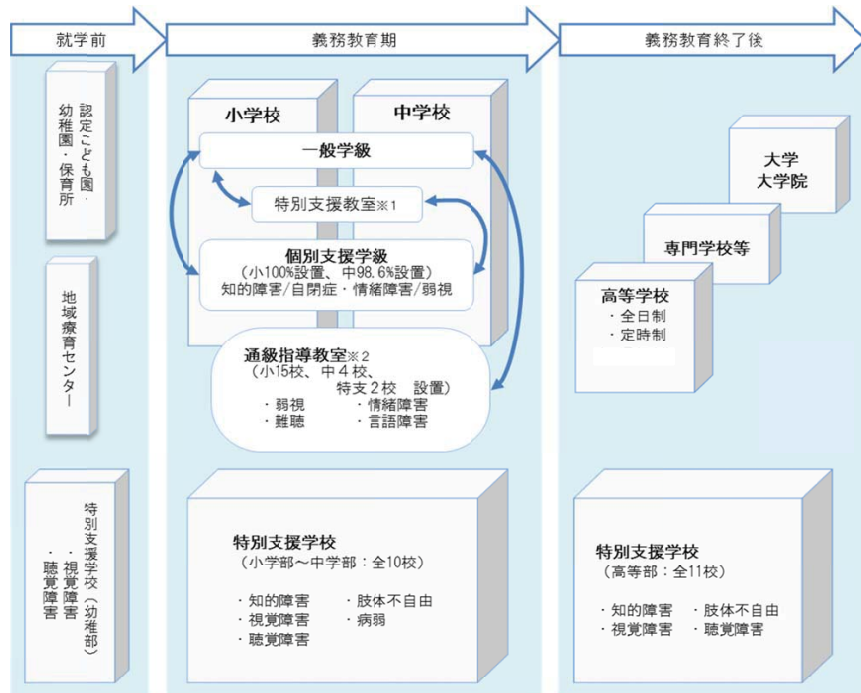 就学前
義務教育期
義務教育終了後
認定こども園・
幼稚園・保育所
地域療育センター
特別支援学校(幼稚部)
・視覚障害
・聴覚障害
小学校
中学校
一般学級
特別支援教室※1
個別支援学級
(小100%設置、中98.6%設置)
知的障害/自閉症・情緒障害/弱視
通級指導教室※2
(小15校、中4校、
特支2校 設置)
・弱視 ・情緒障害
・難聴 ・言語障害
特別支援学校
(小学部～中学部：全10校)
・知的障害 ・肢体不自由
・視覚障害 ・病弱
・聴覚障害
大学
大学院
専門学校等
高等学校
・全日制
・定時制
特別支援学校
(高等部：全11校)
・知的障害 ・肢体不自由
・視覚障害 ・聴覚障害